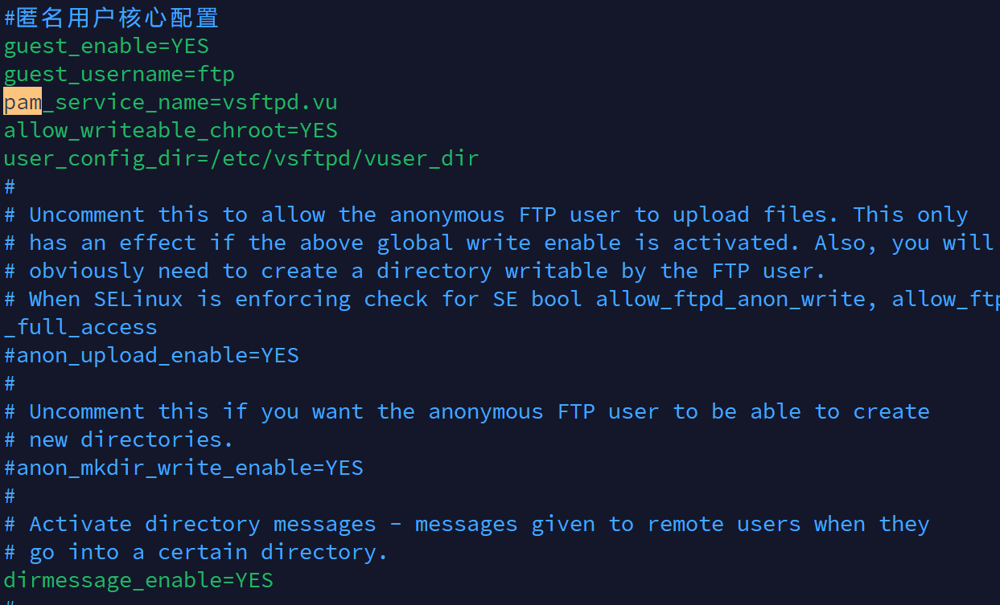 #匿名用户核心配置
guest_enable=YES
guest_username=ftp
pam_service_name=vsftpd.vu
allow_writeable_chroot=YES
user_config_dir=/etc/vsftpd/vuser_dir
#
# Uncomment this to allow the anonymous FTP user to upload files. This only
# has an effect if the above global write enable is activated. Also, you will
# obviously need to create a directory writable by the FTP user.
# When SELinux is enforcing check for SE bool allow_ftpd_anon_write, allow_ftp
_full_access
#anon_upload_enable=YES
#
# Uncomment this if you want the anonymous FTP user to be able to create
# new directories.
#anon_mkdir_write_enable=YES
#
# Activate directory messages - messages given to remote users when they
# go into a certain directory.
dirmessage_enable=YES
#